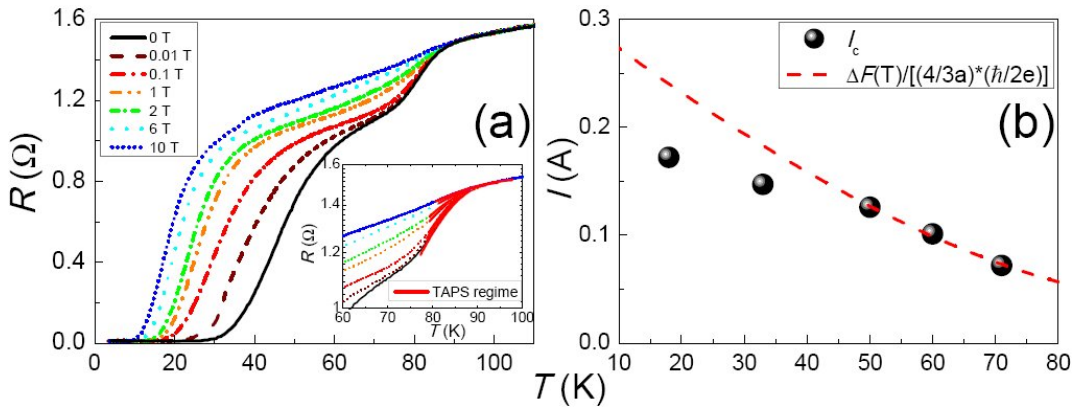 (a)
R (Ω)
1.6
1.2
0.8
0.4
0.0
0 T
0.01 T
0.1 T
1 T
2 T
6 T
10 T
0 20 40 60 80 100
R (Ω)
1.6
1.4
1.2
1
TAPS regime
60 70 80 90 100
T (K)
T (K)
(b)
I (A)
0.3
0.2
0.1
0.0
I_c
ΔF(T)/[(4/3a)*(ħ/2e)]
10 20 30 40 50 60 70 80